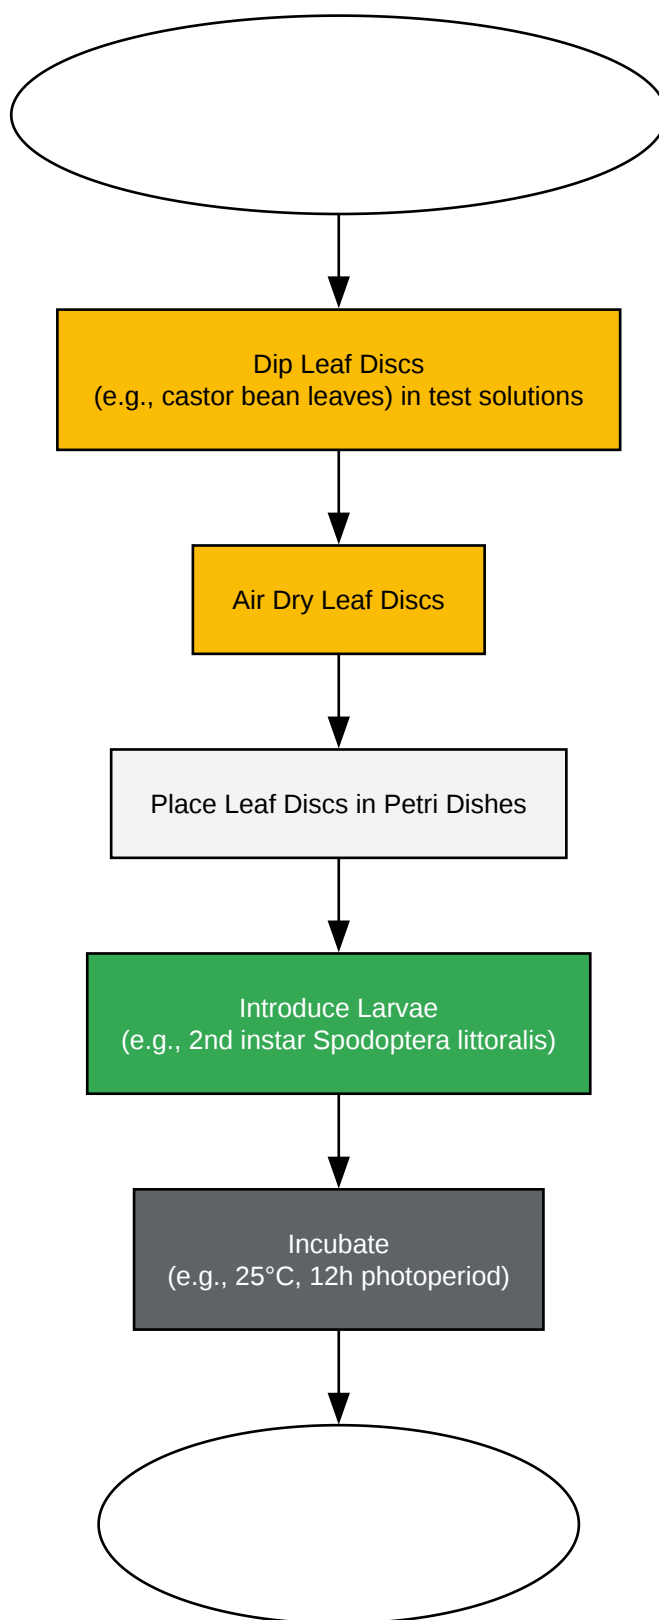 Dip Leaf Discs
(e.g., castor bean leaves) in test solutions
Air Dry Leaf Discs
Place Leaf Discs in Petri Dishes
Introduce Larvae
(e.g., 2nd instar Spodoptera littoralis)
Incubate
(e.g., 25°C, 12h photoperiod)